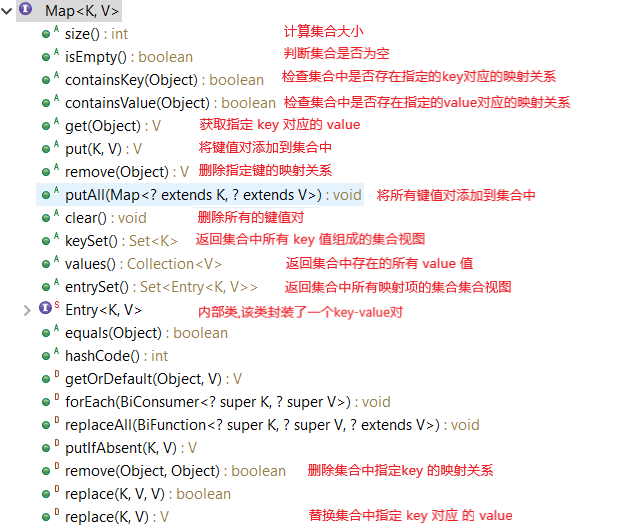 Map<K, V>
size() : int 计算集合大小
isEmpty() : boolean 判断集合是否为空
containsKey(Object) : boolean 检查集合中是否存在指定的key对应的映射关系
containsValue(Object) : boolean 检查集合中是否存在指定的value对应的映射关系
get(Object) : V 获取指定 key 对应的 value
put(K, V) : V 将键值对添加到集合中
remove(Object) : V 删除指定键的映射关系
putAll(Map<? extends K, ? extends V>) : void 将所有键值对添加到集合中
clear() : void 删除所有的键值对
keySet() : Set<K> 返回集合中所有 key 值组成的集合视图
values() : Collection<V> 返回集合中存在的所有 value 值
entrySet() : Set<Entry<K, V>> 返回集合中所有映射项的集合集合视图
Entry<K, V> 内部类,该类封装了一个key-value对
equals(Object) : boolean
hashCode() : int
getOrDefault(Object, V) : V
forEach(BiConsumer<? super K, ? super V>) : void
replaceAll(BiFunction<? super K, ? super V, ? extends V>) : void
putIfAbsent(K, V) : V
remove(Object, Object) : boolean 删除集合中指定key 的映射关系
replace(K, V, V) : boolean
replace(K, V) : V 替换集合中指定 key 对应 的 value